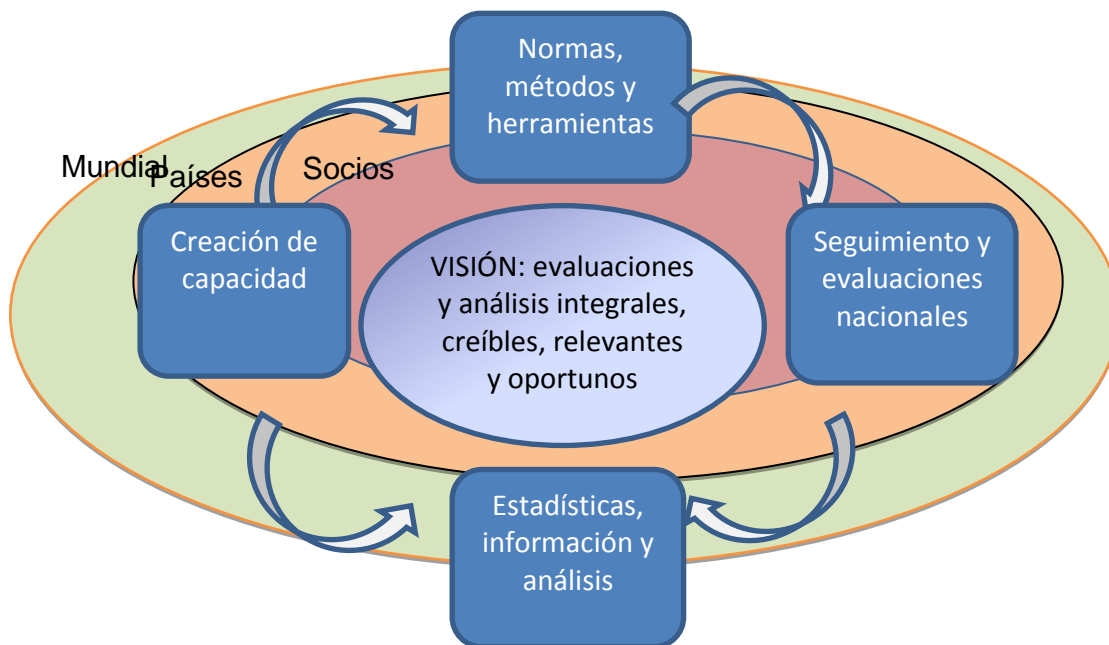 Normas,
métodos y
herramientas
Mundial
Países
Socios
Creación de
capacidad
VISIÓN: evaluaciones
y análisis integrales,
creíbles, relevantes
y oportunos
Seguimiento y
evaluaciones
nacionales
Estadísticas,
información y
análisis